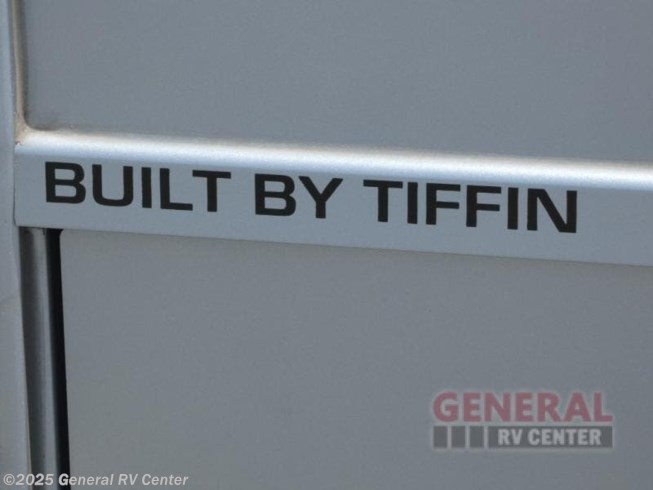 BUILT BY TIFFIN
GENERAL
RV CENTER
©2025 General RV Center